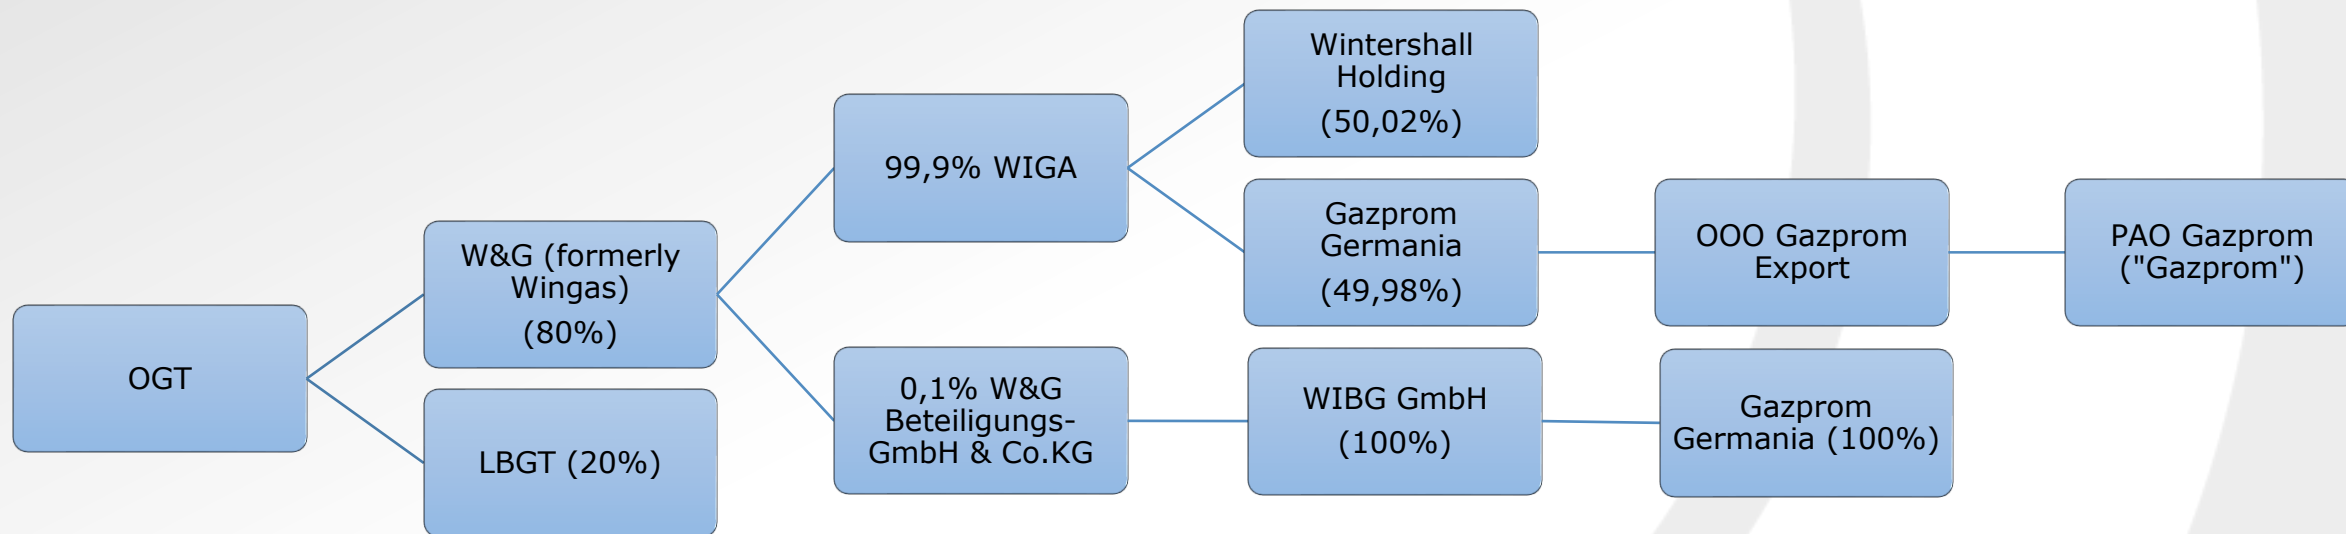 OGT
W&G (formerly
Wingas)
(80%)
LBGT (20%)
99,9% WIGA
0,1% W&G
Beteiligungs-
GmbH & Co.KG
Wintershall
Holding
(50,02%)
Gazprom
Germania
(49,98%)
OOO Gazprom
Export
PAO Gazprom
("Gazprom")
WIBG GmbH
(100%)
Gazprom
Germania (100%)